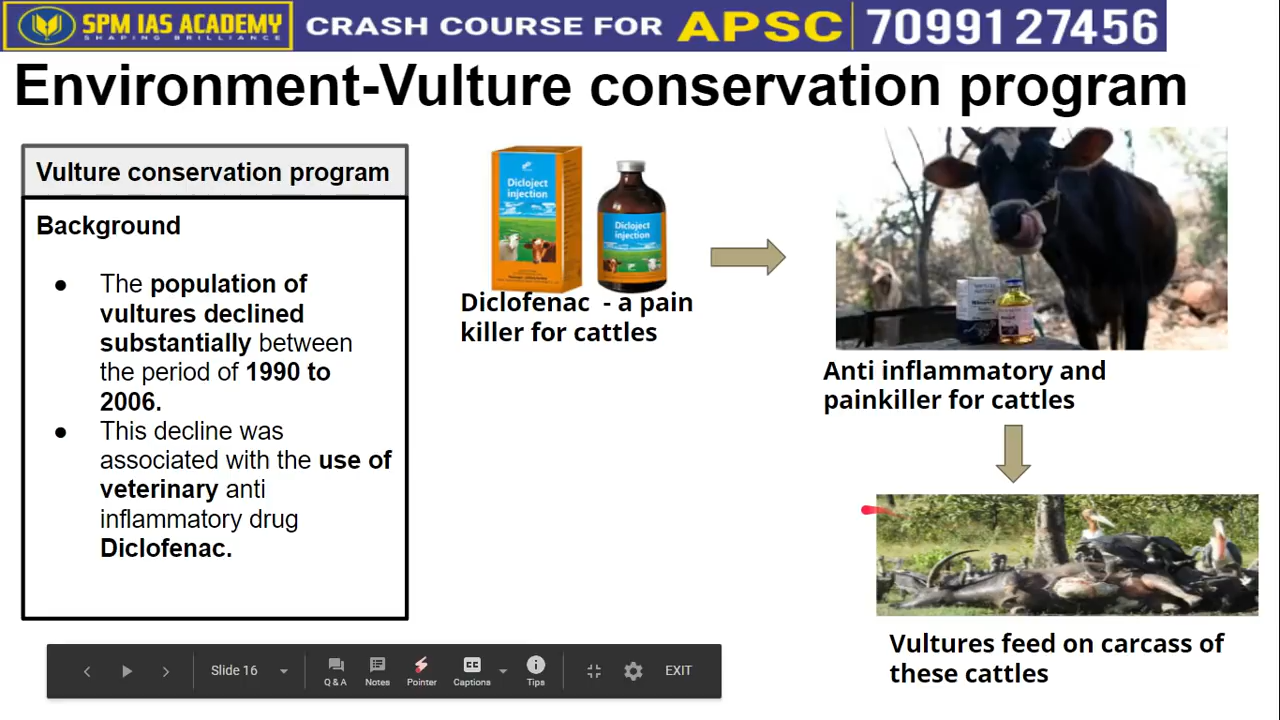 SPM IAS ACADEMY
SHAPING BRILLIANCE
CRASH COURSE FOR APSC 7099127456
Environment-Vulture conservation program
Vulture conservation program
Background
● The population of
vultures declined
substantially between
the period of 1990 to
2006.
● This decline was
associated with the use of
veterinary anti
inflammatory drug
Diclofenac.
Dicloject
injection
Dicloject
injection
Diclofenac - a pain
killer for cattles
Anti inflammatory and
painkiller for cattles
Vultures feed on carcass of
these cattles
Slide 16
Q & A
Notes
Pointer
CC
Captions
Tips
EXIT